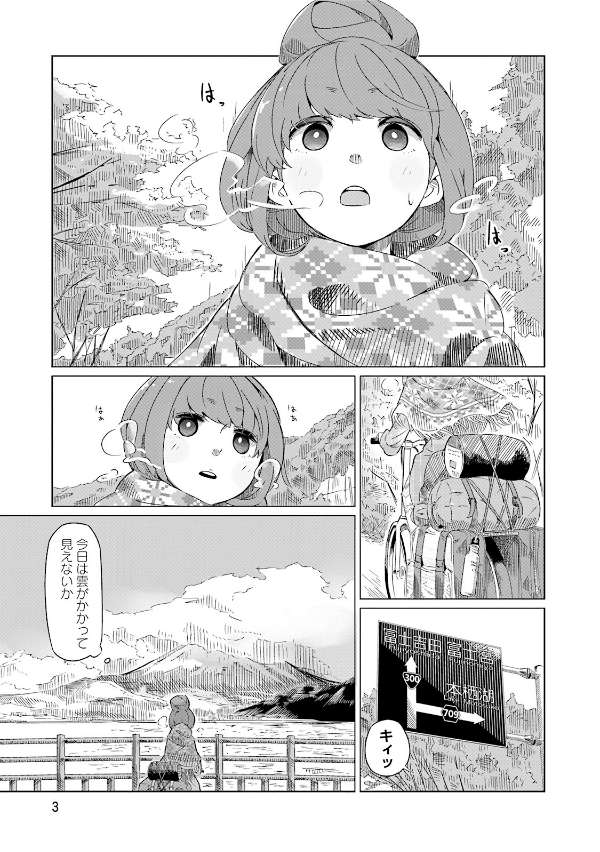 はっ
はっ
はぁ
はぁ
富士吉田 富士宮
本栖湖
300
709
キィッ
今日は雲がかかって
見えないか
3